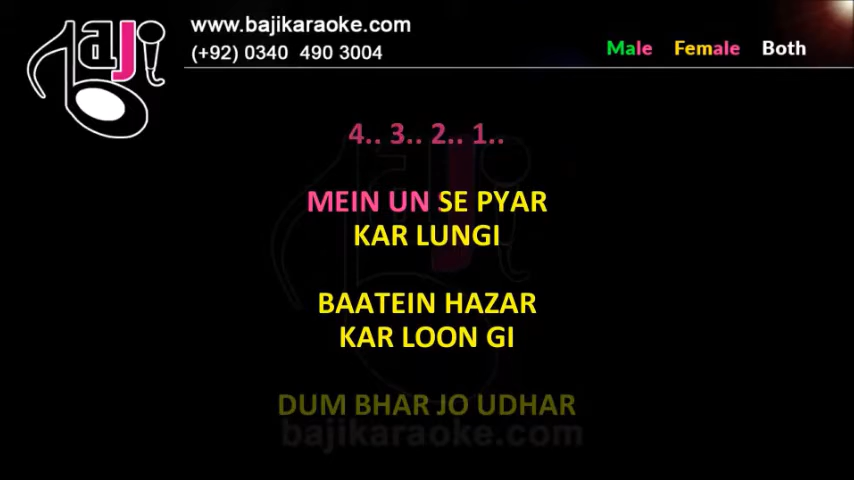 www.bajikaraoke.com
(+92) 0340 490 3004
Male Female Both
baji
4.. 3.. 2.. 1..
MEIN UN SE PYAR
KAR LUNGI
BAATEIN HAZAR
KAR LOON GI
DUM BHAR JO UDHAR
bajikaraoke.com